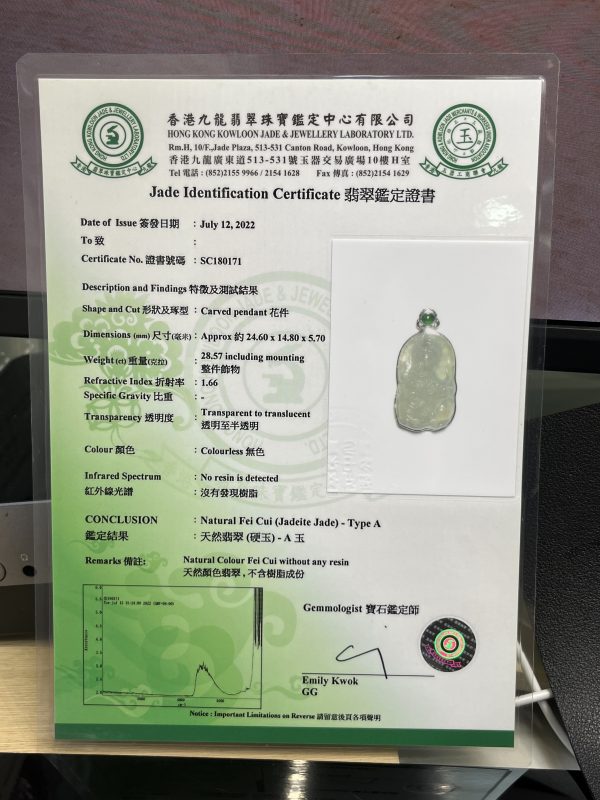 香港九龍翡翠珠寶鑑定中心有限公司
HONG KONG KOWLOON JADE & JEWELLERY LABORATORY LTD.
Rm.H, 10/F.,Jade Plaza, 513-531 Canton Road, Kowloon, Hong Kong
香港九龍廣東道513-531號玉器交易廣場10樓H室
Tel 電話 : (852)2155 9966 / 2154 1628 Fax 傳真 : (852)2154 1629
Jade Identification Certificate 翡翠鑑定證書
Date of Issue 簽發日期 : July 12, 2022
To 致 :
Certificate No. 證書號碼 : SC180171
Description and Findings 特徵及測試結果
Shape and Cut 形狀及琢型 : Carved pendant 花件
Dimensions (mm) 尺寸(毫米) : Approx 約 24.60 x 14.80 x 5.70
Weight (ct) 重量(克拉) : 28.57 including mounting
整件飾物
Refractive Index 折射率 : 1.66
Specific Gravity 比重 : -
Transparency 透明度 : Transparent to translucent
透明至半透明
Colour 顏色 : Colourless 無色
Infrared Spectrum : No resin is detected
紅外線光譜 : 沒有發現樹脂
CONCLUSION : Natural Fei Cui (Jadeite Jade) - Type A
鑑定結果 : 天然翡翠 (硬玉) - A 玉
Remarks 備註: Natural Colour Fei Cui without any resin
天然顏色翡翠 , 不含樹脂成份
Gemmologist 寶石鑑定師
Emily Kwok
GG
Notice : Important Limitations on Reverse 請留意後頁各項聲明